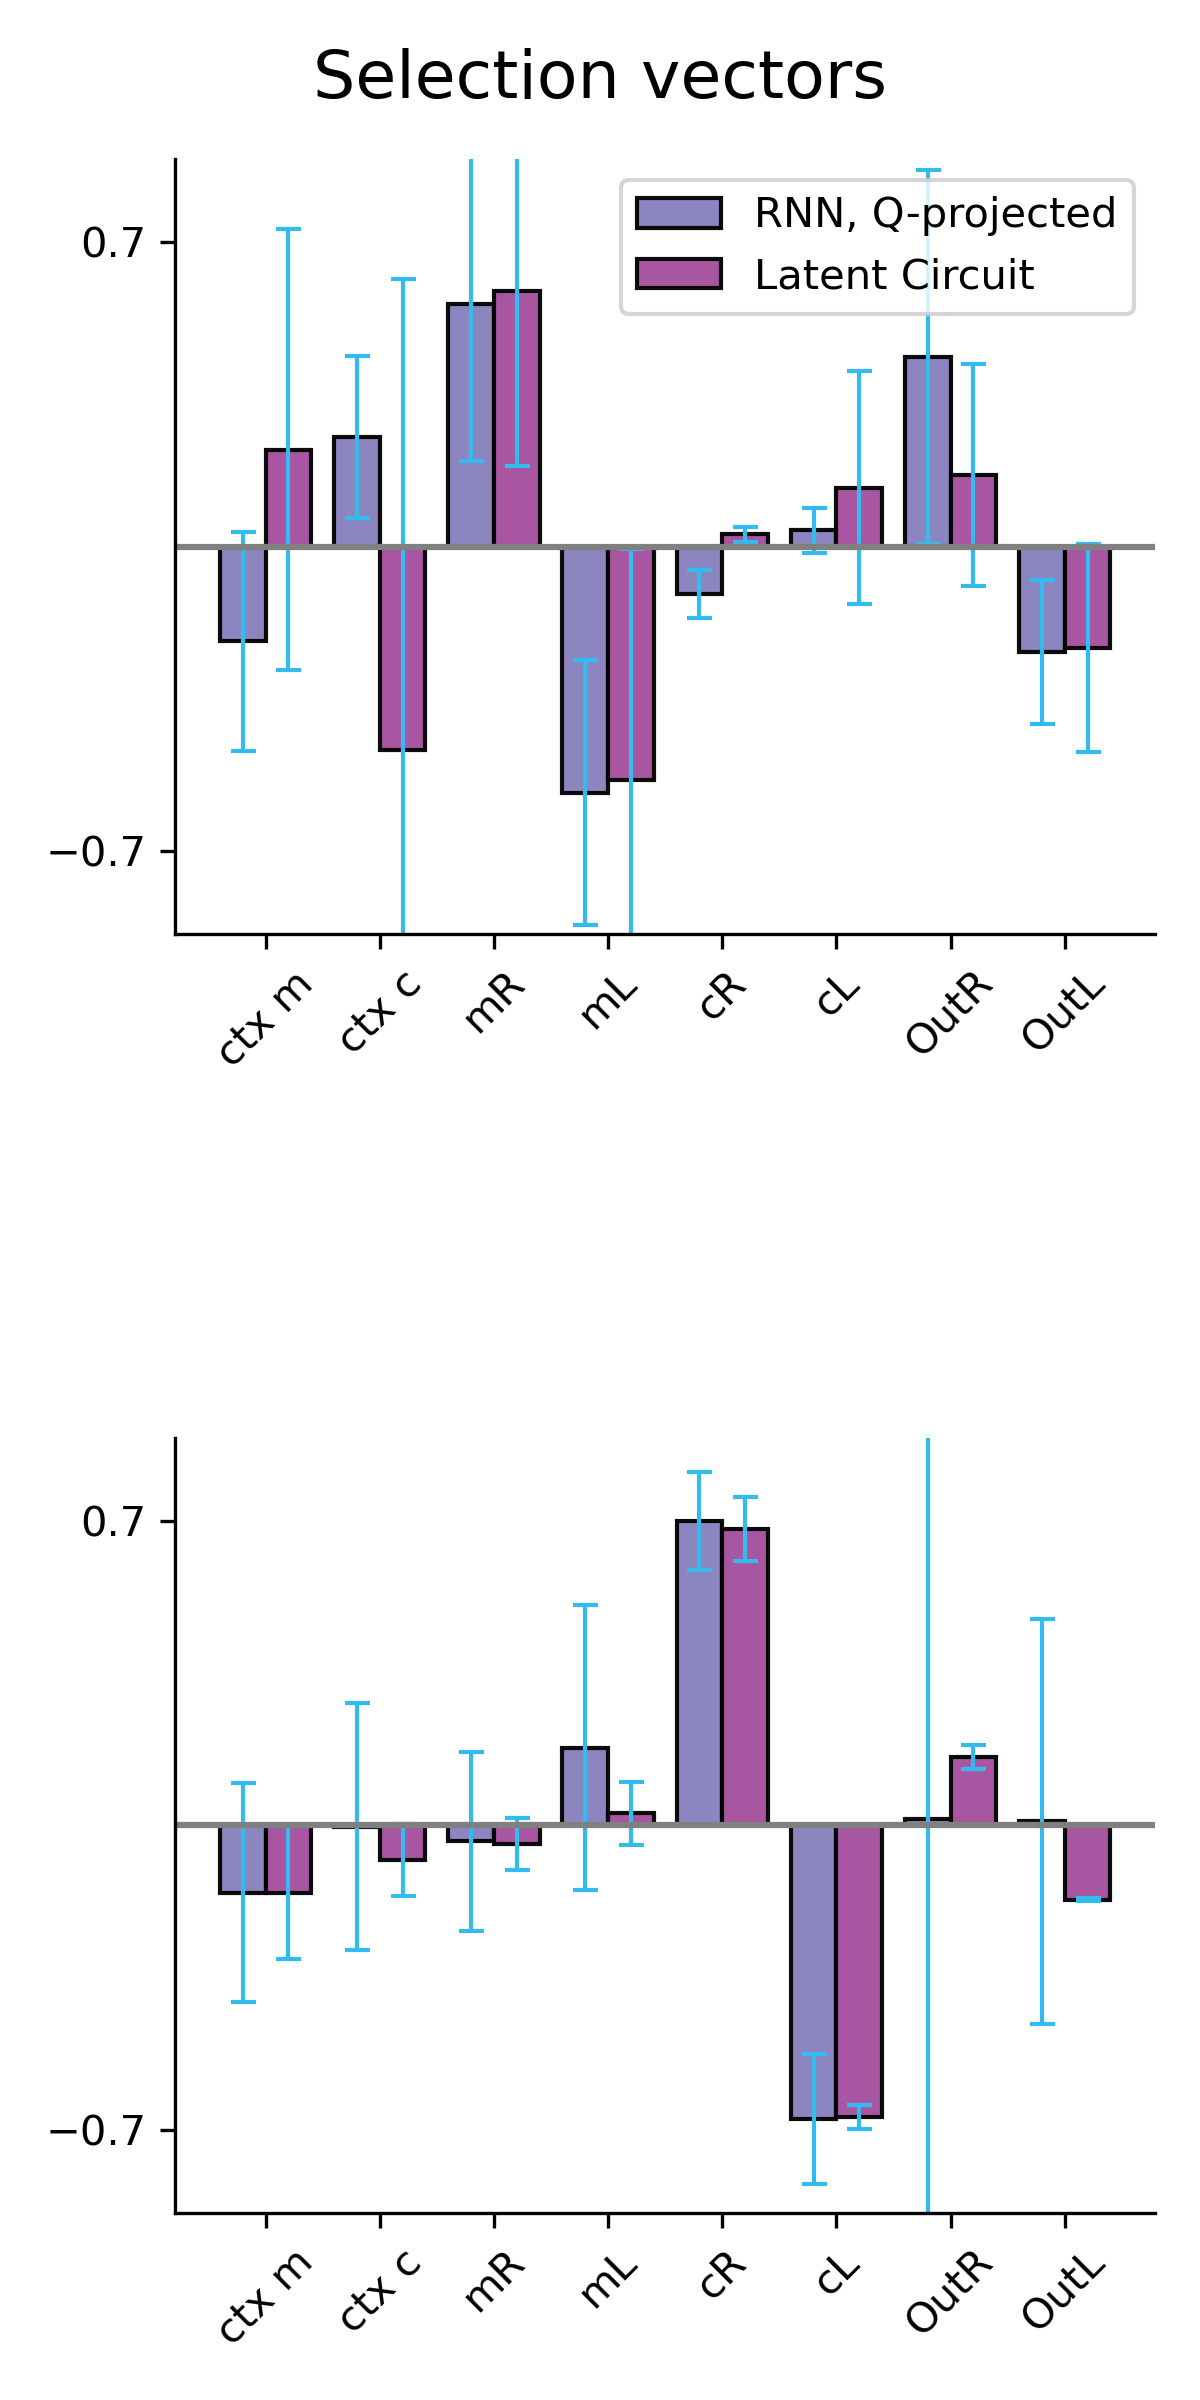 Selection vectors
0.7
−0.7
RNN, Q-projected
Latent Circuit
ctx m
ctx c
mR
mL
cR
cL
OutR
OutL
0.7
−0.7
ctx m
ctx c
mR
mL
cR
cL
OutR
OutL